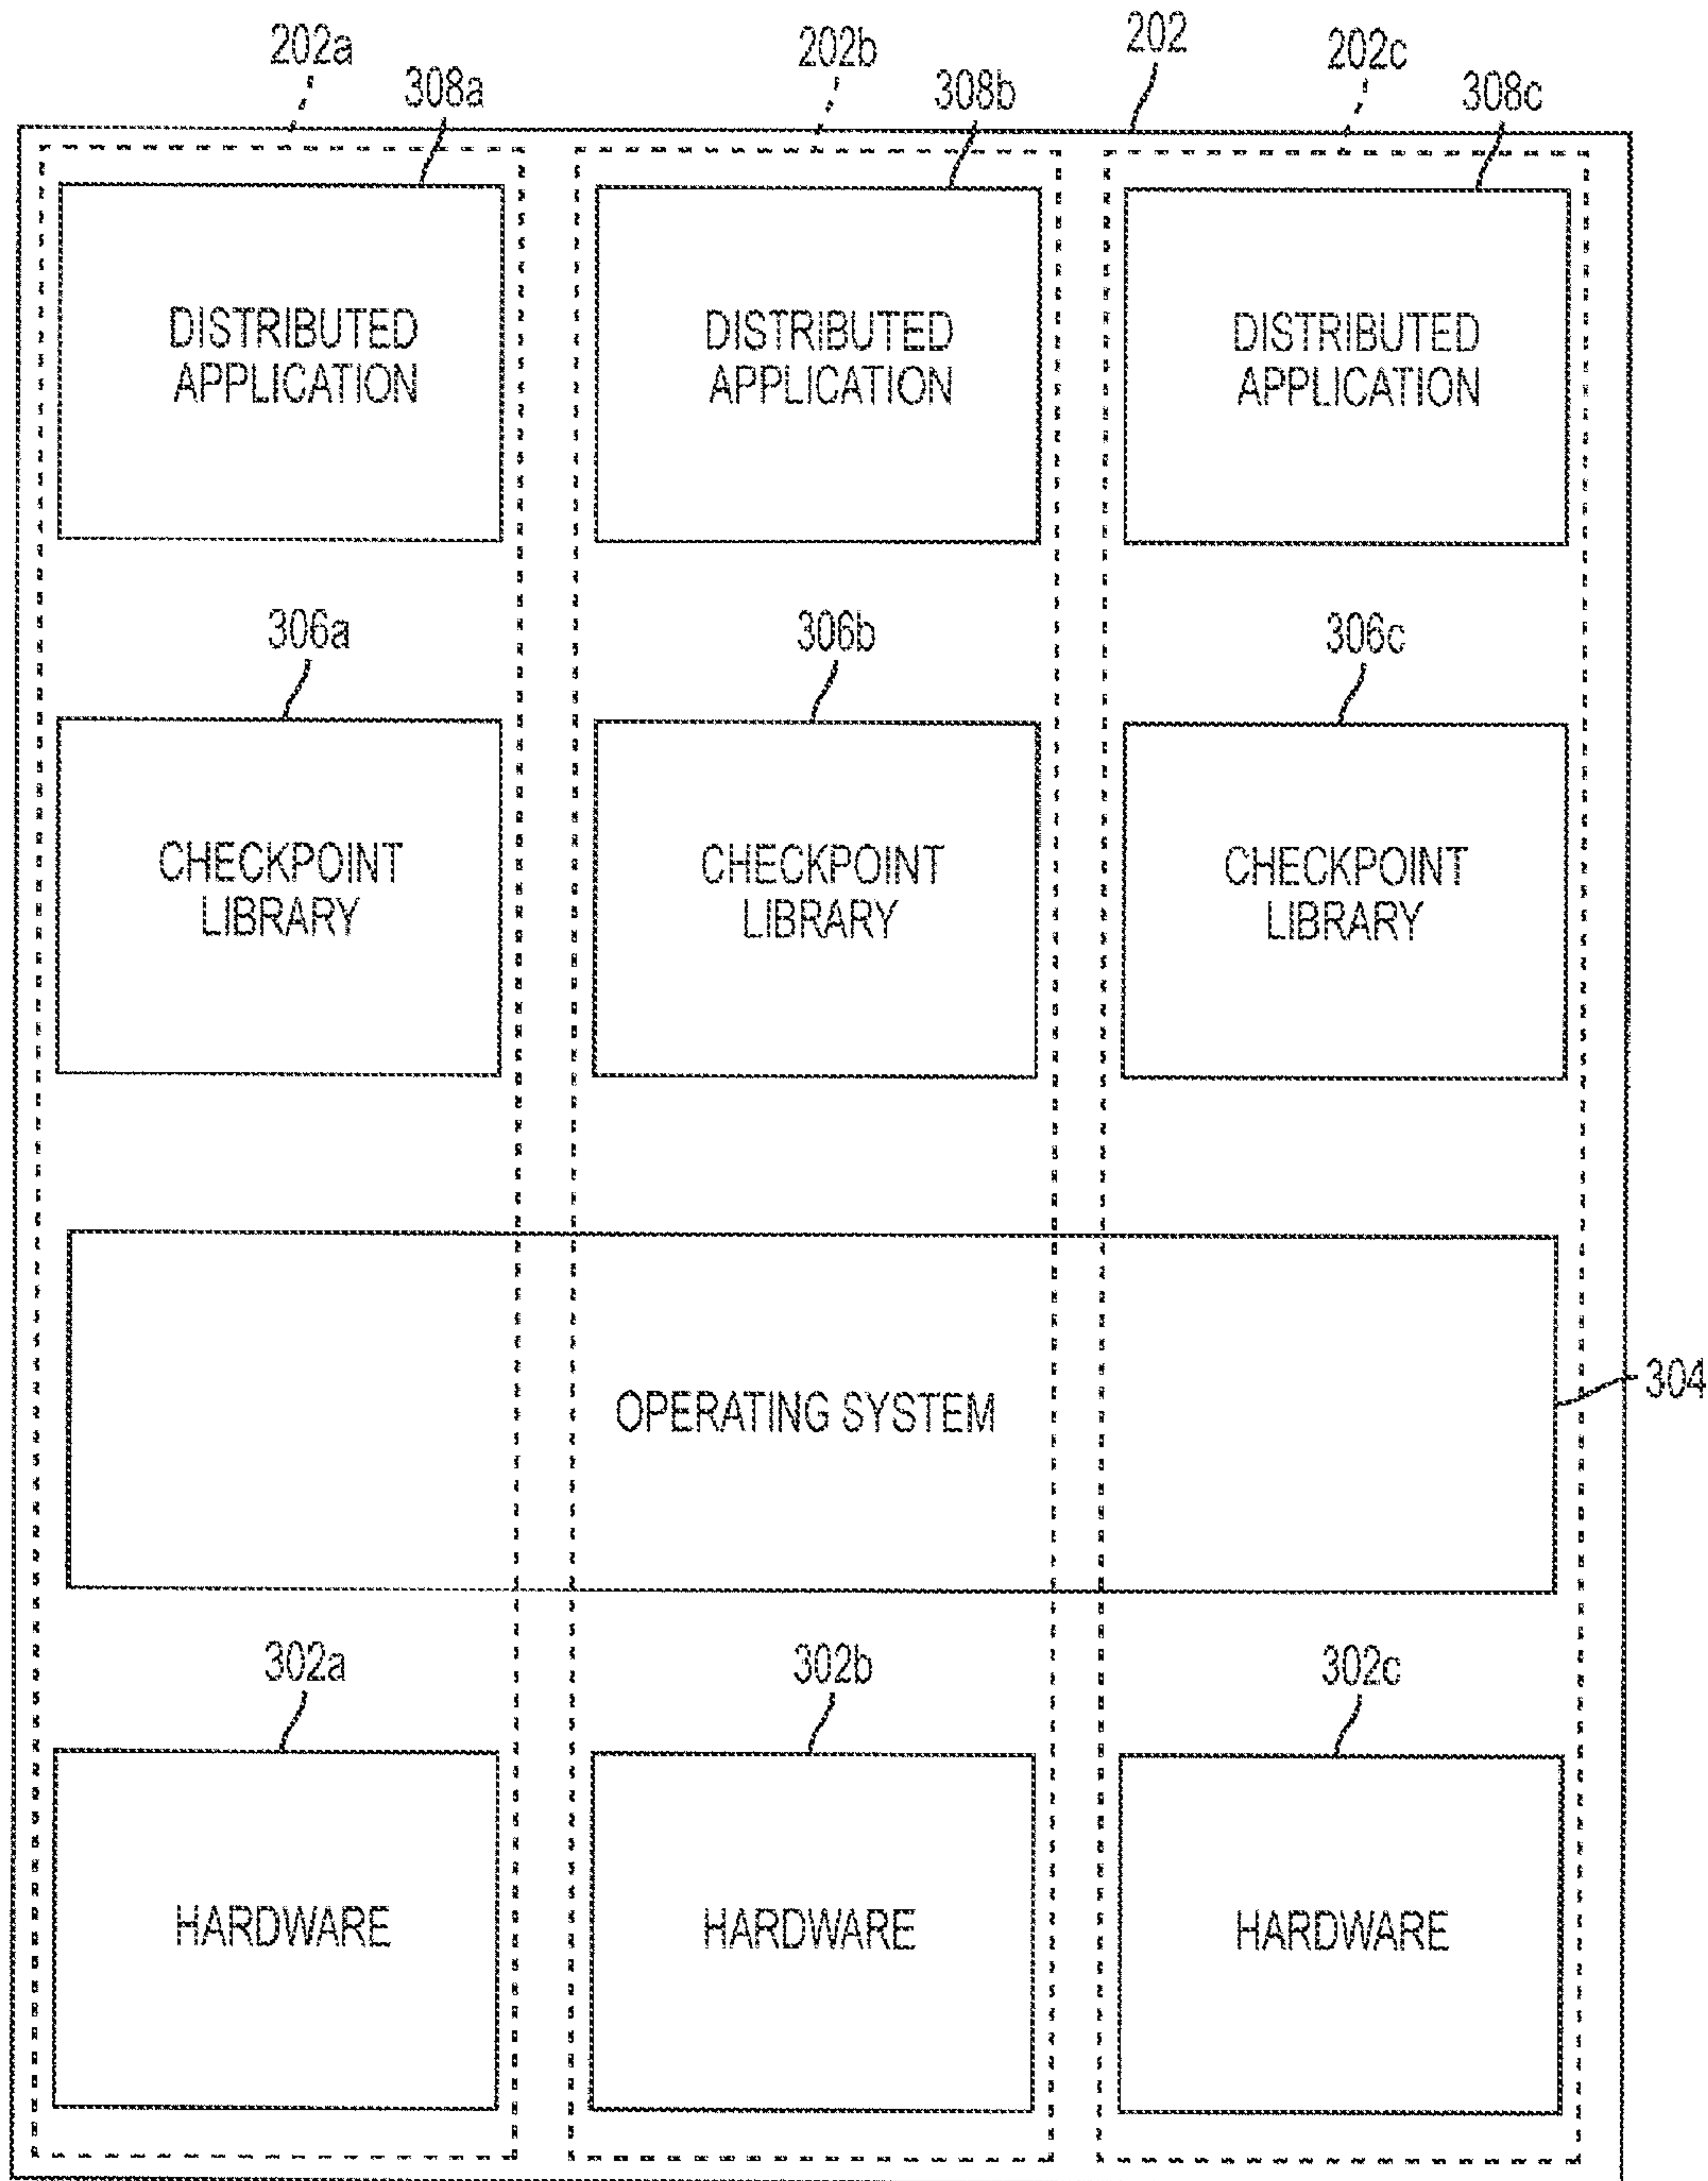 202a
202b
202
202c
308a
308b
308c
DISTRIBUTED
APPLICATION
DISTRIBUTED
APPLICATION
DISTRIBUTED
APPLICATION
306a
306b
306c
CHECKPOINT
LIBRARY
CHECKPOINT
LIBRARY
CHECKPOINT
LIBRARY
OPERATING SYSTEM
304
302a
302b
302c
HARDWARE
HARDWARE
HARDWARE